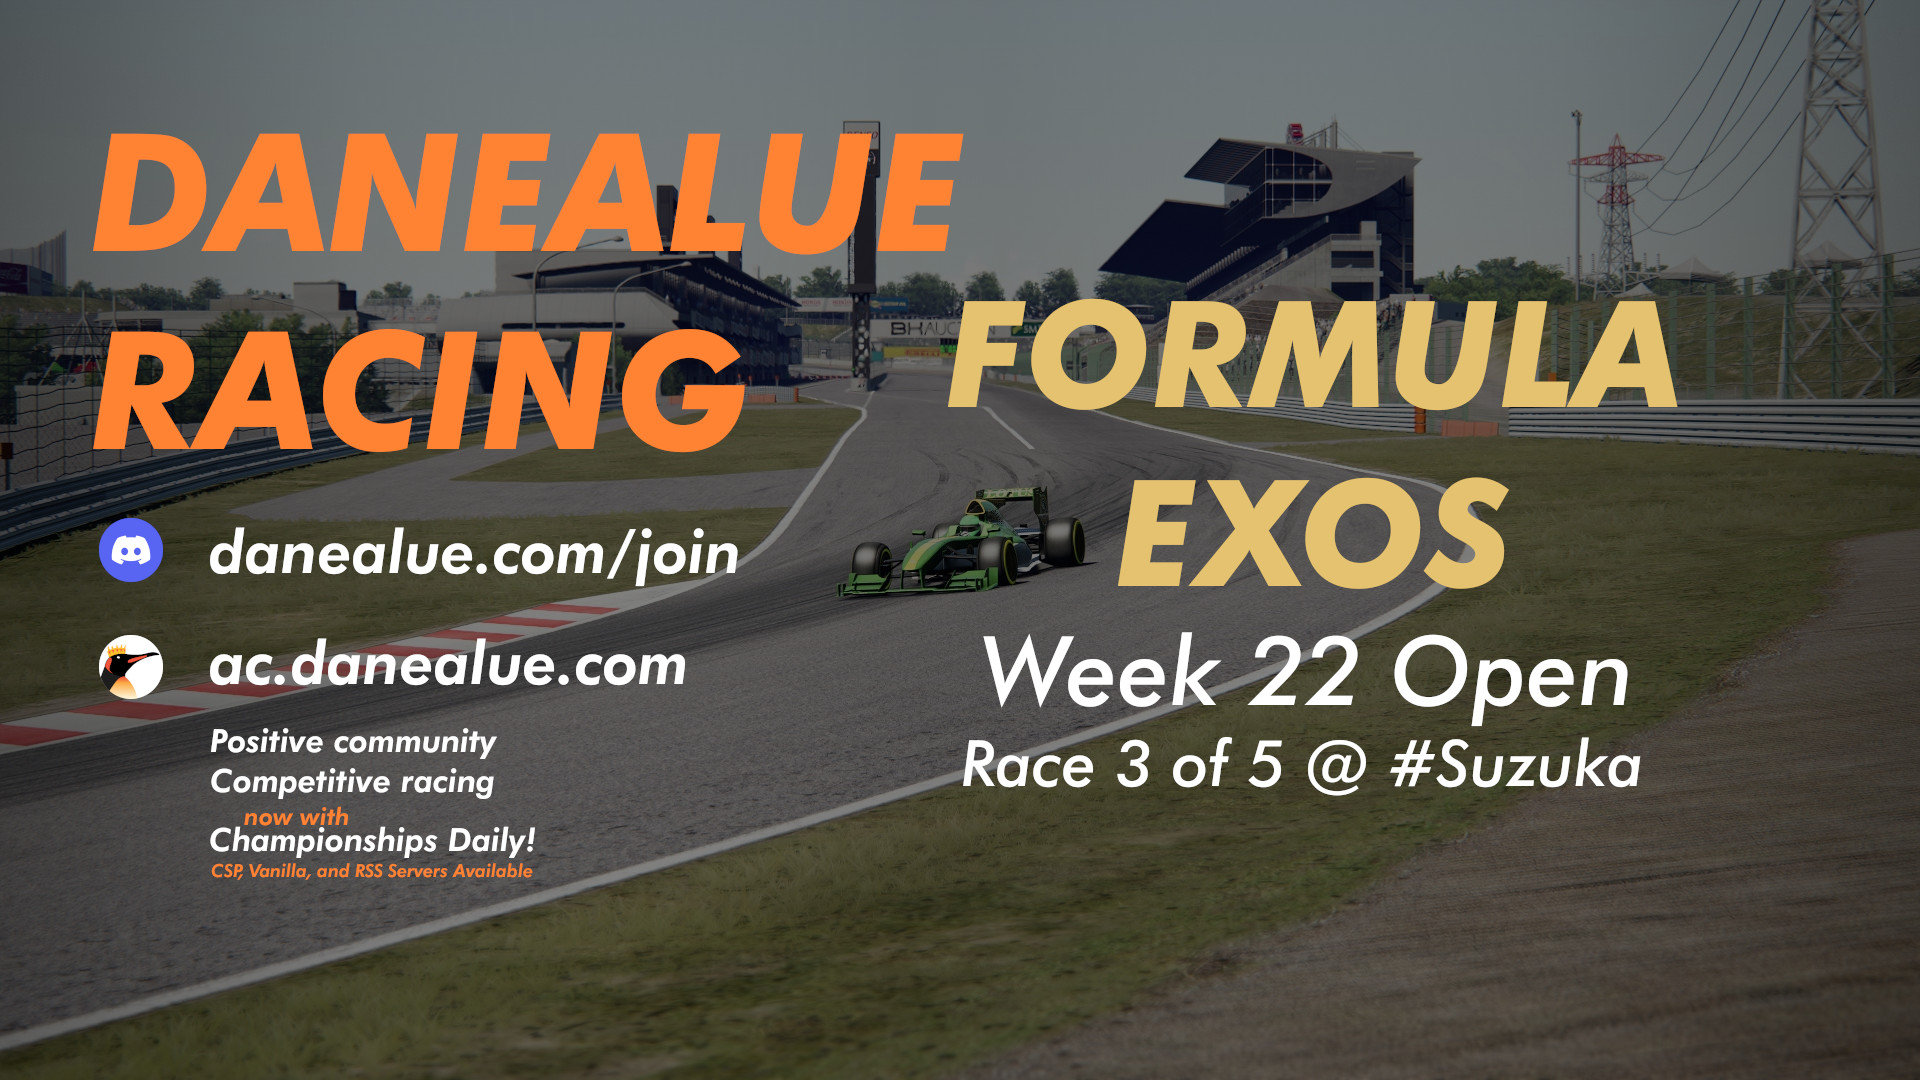 DANEALUE
RACING
danealue.com/join
ac.danealue.com
Positive community
Competitive racing
now with
Championships Daily!
CSP, Vanilla, and RSS Servers Available
FORMULA
EXOS
Week 22 Open
Race 3 of 5 @ #Suzuka